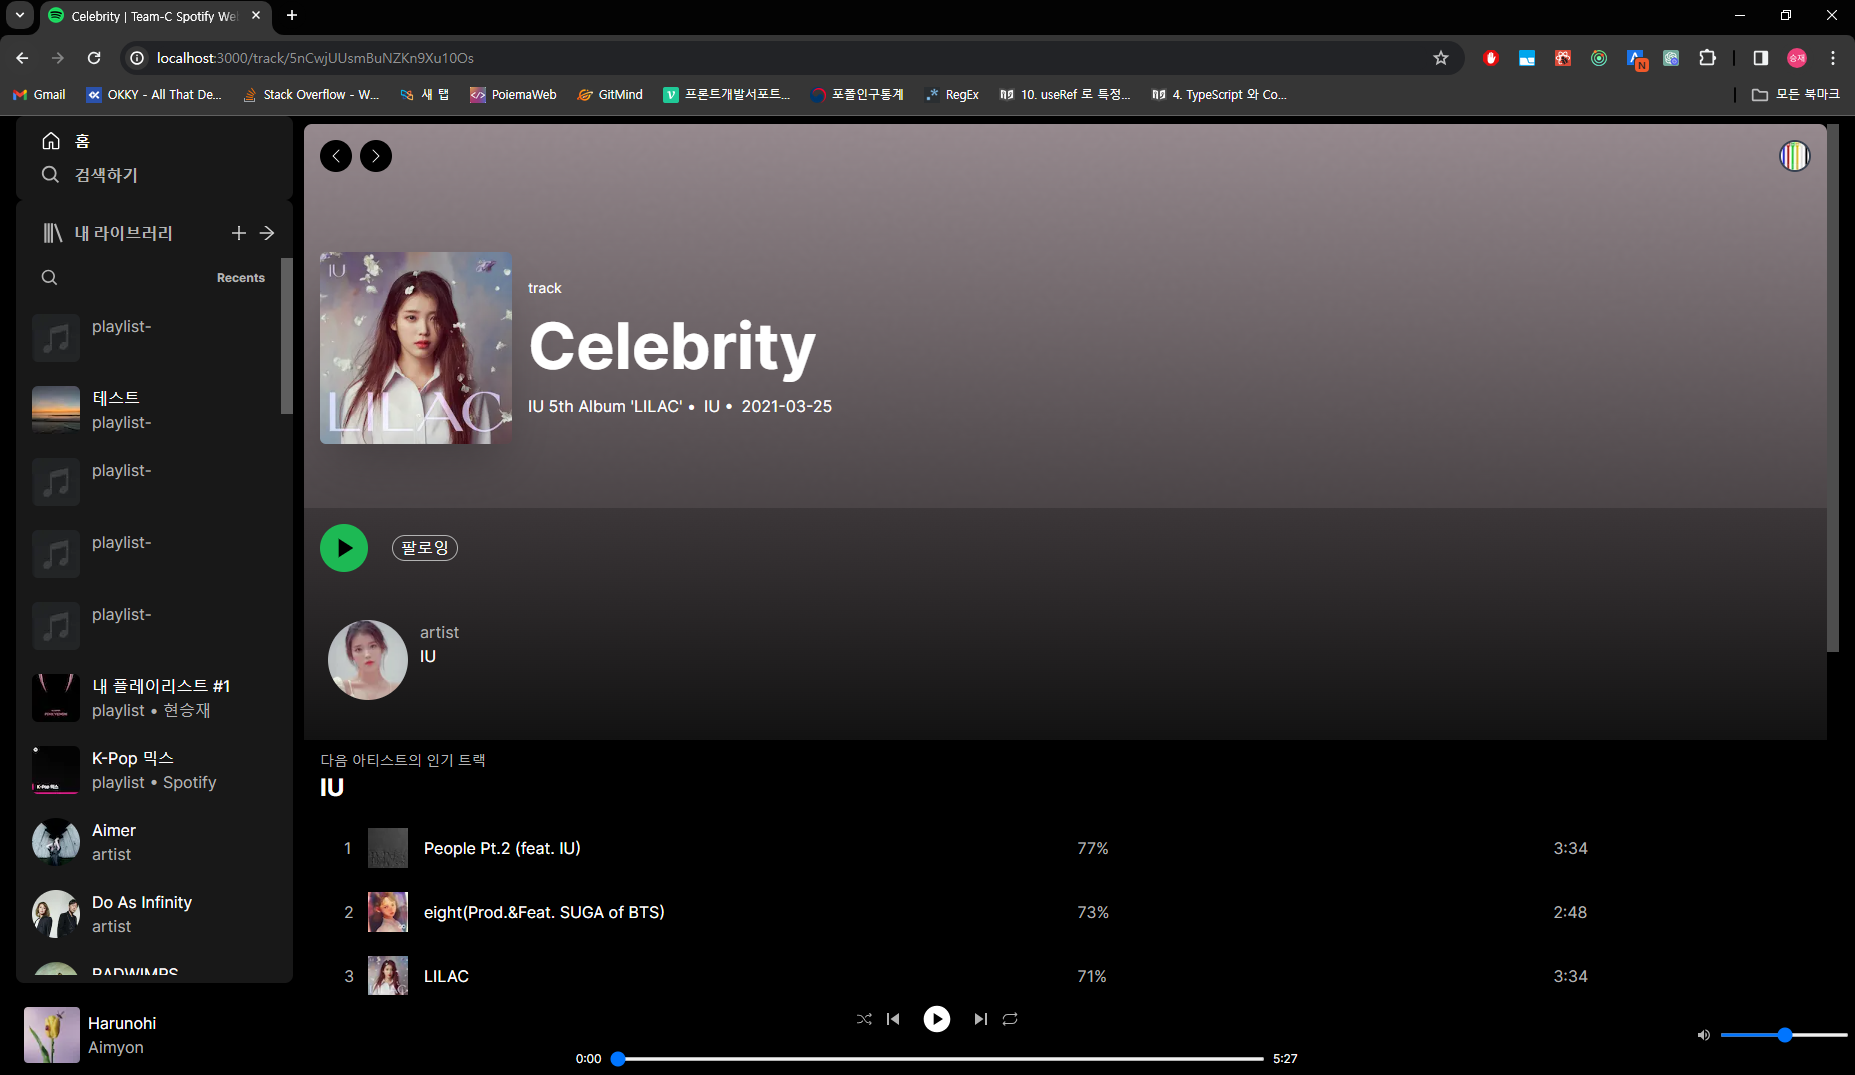 Celebrity | Team-C Spotify We
localhost:3000/track/5nCwjUUsmBuNZKn9Xu10Os
Gmail
OKKY - All That De...
Stack Overflow - W...
새 탭
PoiemaWeb
GitMind
프론트개발서포트...
포폴인구통계
RegEx
10. useRef 로 특정...
4. TypeScript 와 Co...
모든 북마크
홈
검색하기
내 라이브러리
Recents
playlist-
테스트
playlist-
playlist-
playlist-
playlist-
내 플레이리스트 #1
playlist • 현승재
K-Pop 믹스
playlist • Spotify
Aimer
artist
Do As Infinity
artist
RADWIMPS
IU
LILAC
track
Celebrity
IU 5th Album 'LILAC' • IU • 2021-03-25
팔로잉
artist
IU
다음 아티스트의 인기 트랙
IU
1 People Pt.2 (feat. IU) 77% 3:34
2 eight(Prod.&Feat. SUGA of BTS) 73% 2:48
3 LILAC 71% 3:34
Harunohi
Aimyon
0:00
5:27